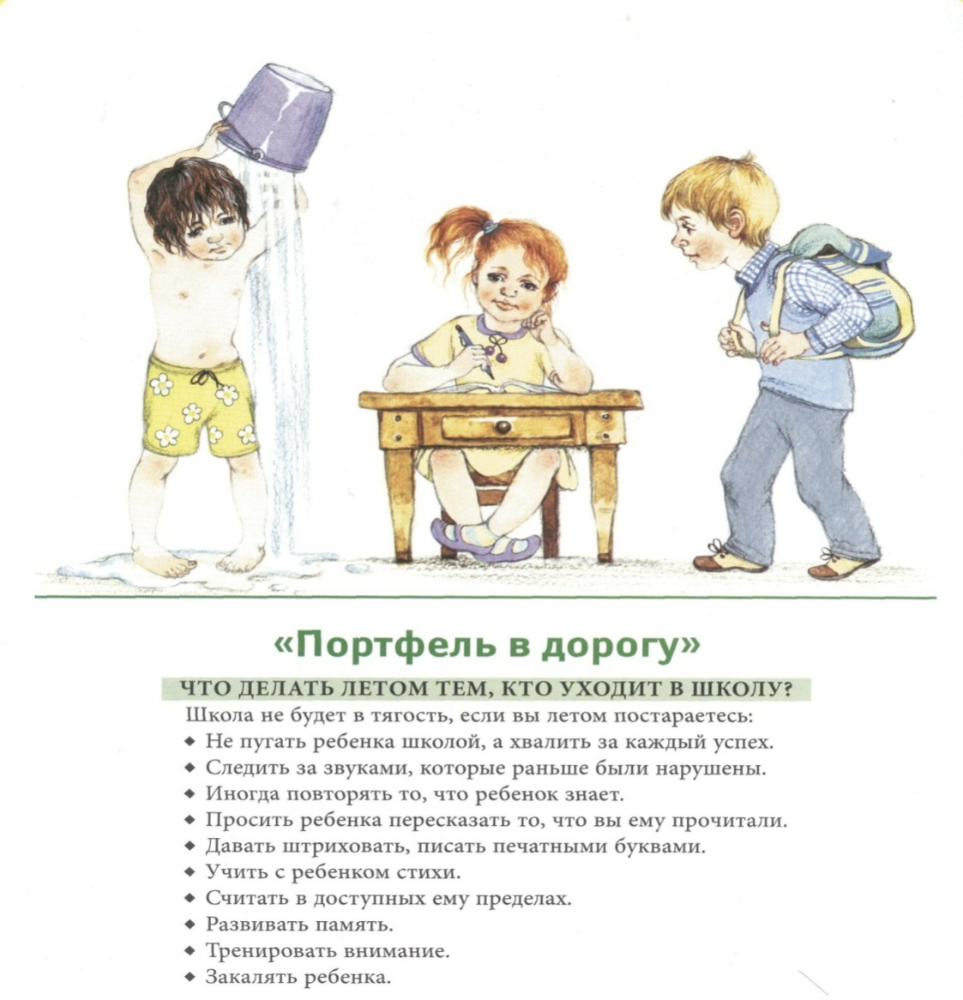 «Портфель в дорогу»
ЧТО ДЕЛАТЬ ЛЕТОМ ТЕМ, КТО УХОДИТ В ШКОЛУ?
Школа не будет в тягость, если вы летом постараетесь:
◆ Не пугать ребенка школой, а хвалить за каждый успех.
◆ Следить за звуками, которые раньше были нарушены.
◆ Иногда повторять то, что ребенок знает.
◆ Просить ребенка пересказать то, что вы ему прочитали.
◆ Давать штриховать, писать печатными буквами.
◆ Учить с ребенком стихи.
◆ Считать в доступных ему пределах.
◆ Развивать память.
◆ Тренировать внимание.
◆ Закалять ребенка.